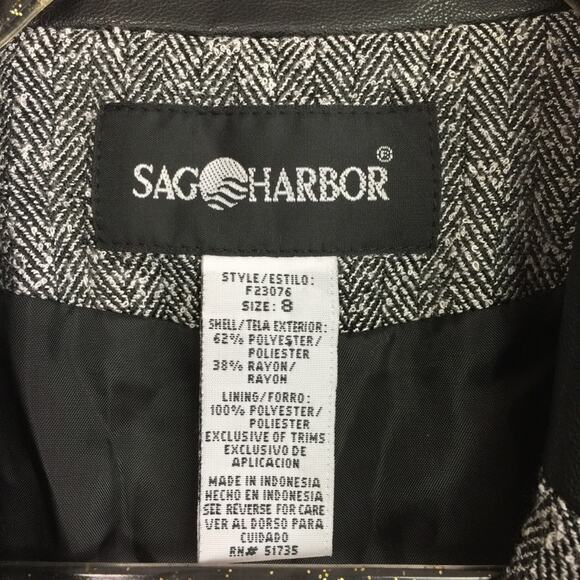 SAG HARBOR ®
STYLE/ESTILO:
F23076
SIZE: 8
SHELL/TELA EXTERIOR:
62% POLYESTER/
POLIESTER
38% RAYON/
RAYON
LINING/FORRO:
100% POLYESTER/
POLIESTER
EXCLUSIVE OF TRIMS
EXCLUSIVO DE
APLICACION
MADE IN INDONESIA
HECHO EN INDONESIA
SEE REVERSE FOR CARE
VER AL DORSO PARA
CUIDADO
RN# 51735